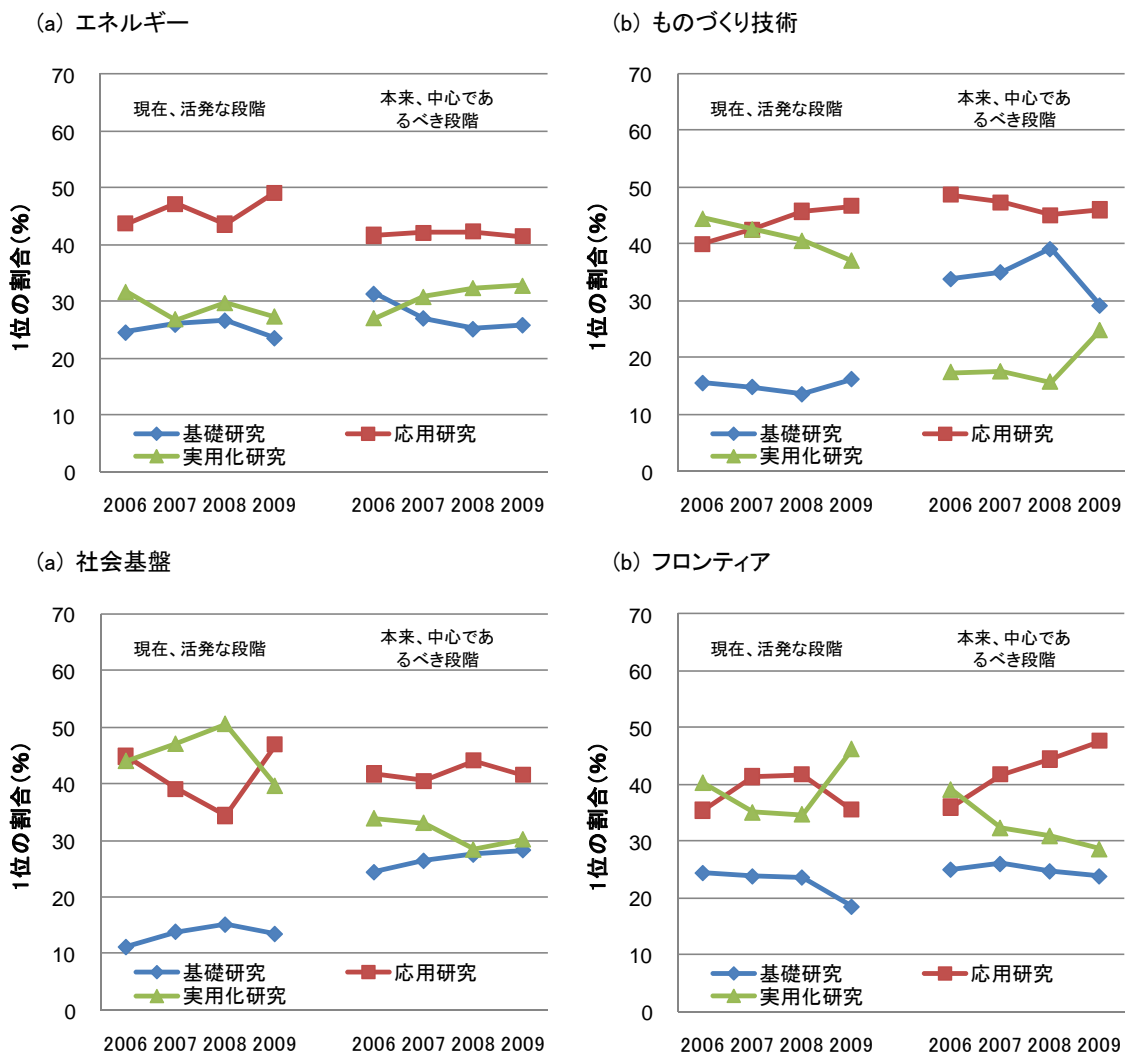 (a) エネルギー
1位の割合(%)
70
60
50
40
30
20
10
0
現在、活発な段階
本来、中心であ
るべき段階
基礎研究
応用研究
実用化研究
2006 2007 2008 2009
2006 2007 2008 2009
(b) ものづくり技術
1位の割合(%)
70
60
50
40
30
20
10
0
現在、活発な段階
本来、中心であ
るべき段階
基礎研究
応用研究
実用化研究
2006 2007 2008 2009
2006 2007 2008 2009
(a) 社会基盤
1位の割合(%)
70
60
50
40
30
20
10
0
現在、活発な段階
本来、中心であ
るべき段階
基礎研究
応用研究
実用化研究
2006 2007 2008 2009
2006 2007 2008 2009
(b) フロンティア
1位の割合(%)
70
60
50
40
30
20
10
0
現在、活発な段階
本来、中心であ
るべき段階
基礎研究
応用研究
実用化研究
2006 2007 2008 2009
2006 2007 2008 2009